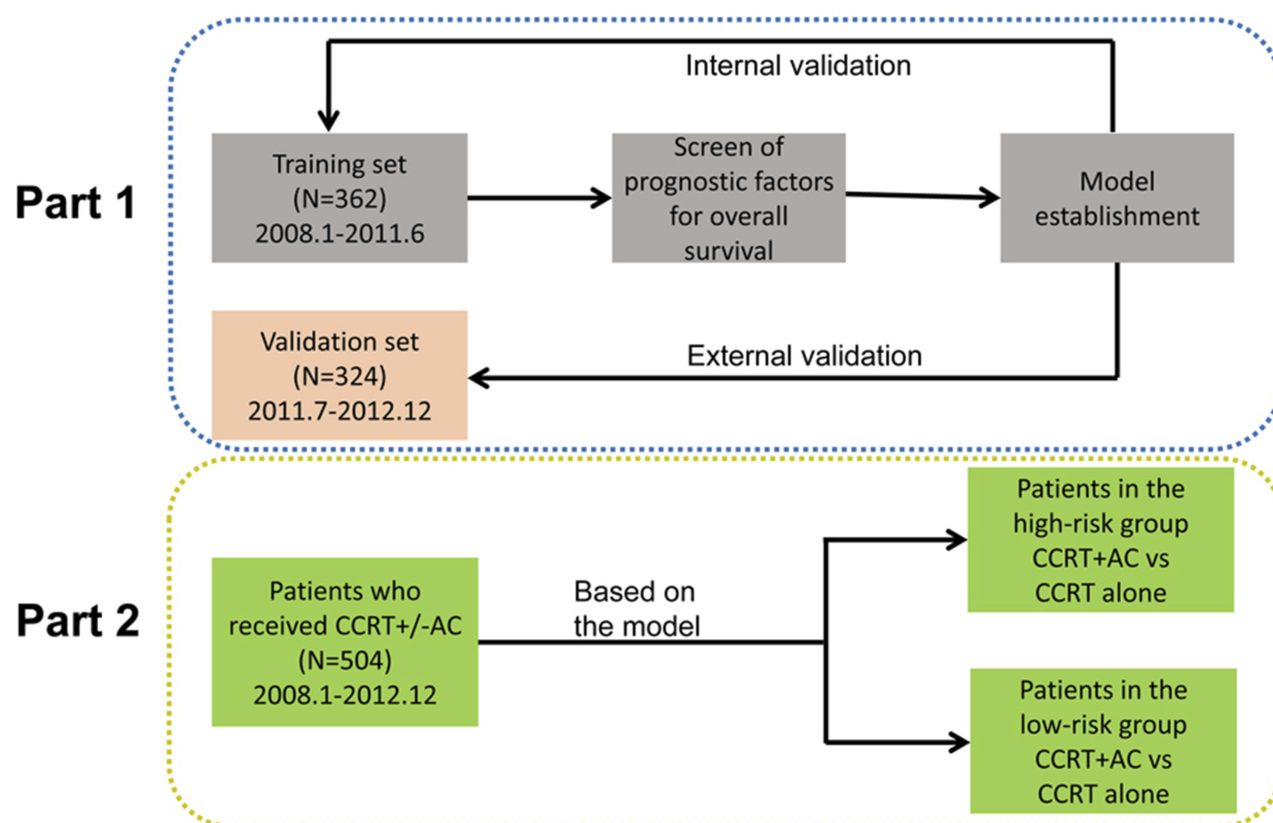 Part 1
Internal validation
Training set
(N=362)
2008.1-2011.6
Screen of
prognostic factors
for overall
survival
Model
establishment
Validation set
(N=324)
2011.7-2012.12
External validation
Part 2
Patients who
received CCRT+/-AC
(N=504)
2008.1-2012.12
Based on
the model
Patients in the
high-risk group
CCRT+AC vs
CCRT alone
Patients in the
low-risk group
CCRT+AC vs
CCRT alone